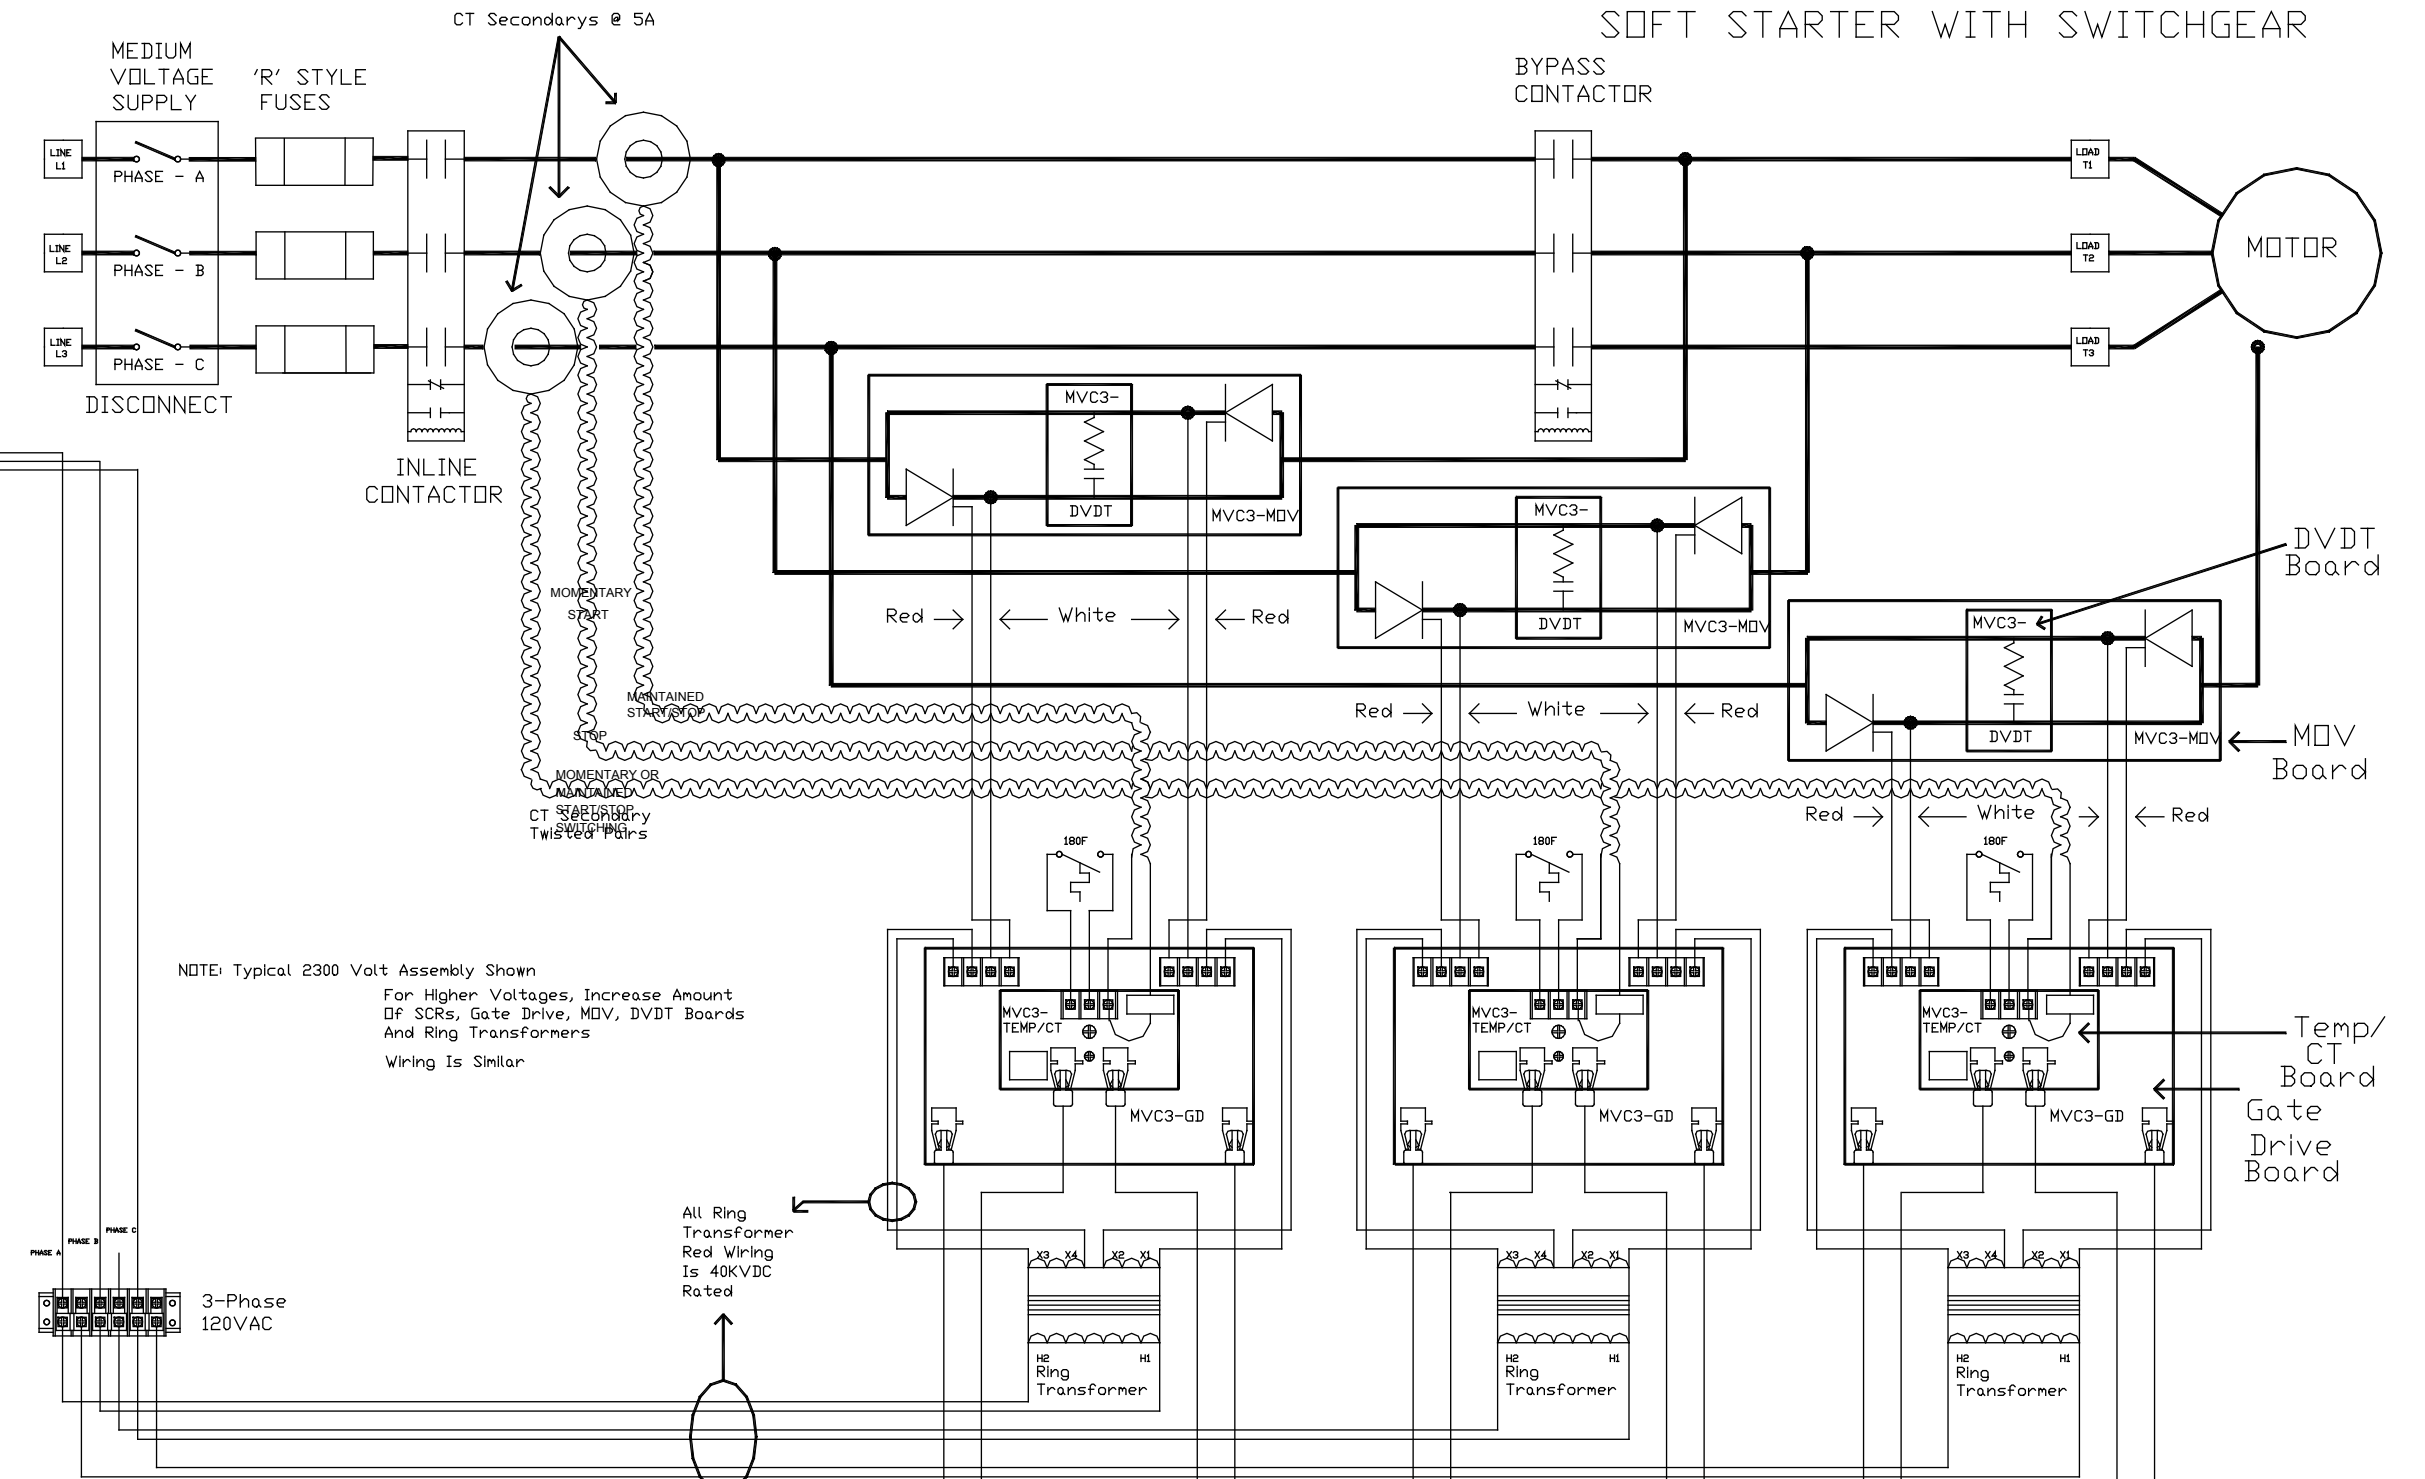 CT Secondarys @ 5A
SOFT STARTER WITH SWITCHGEAR
MEDIUM
VOLTAGE
SUPPLY
'R' STYLE
FUSES
BYPASS
CONTACTOR
LINE
L1
PHASE - A
LOAD
T1
LINE
L2
PHASE - B
LOAD
T2
MOTOR
LINE
L3
PHASE - C
LOAD
T3
DISCONNECT
INLINE
CONTACTOR
MVC3-
DVDT
MVC3-MOV
MVC3-
DVDT
MVC3-MOV
MVC3-
DVDT
MVC3-MOV
DVDT
Board
MOV
Board
MOMENTARY
START
MAINTAINED
START/STOP
STOP
MOMENTARY OR
MAINTAINED
START/STOP
SWITCHING
CT Secondary
Twisted Pairs
Red
White
Red
Red
White
Red
Red
White
Red
180F
180F
180F
NOTE: Typical 2300 Volt Assembly Shown
For Higher Voltages, Increase Amount
Of SCRs, Gate Drive, MOV, DVDT Boards
And Ring Transformers
Wiring Is Similar
MVC3-
TEMP/CT
MVC3-GD
MVC3-
TEMP/CT
MVC3-GD
MVC3-
TEMP/CT
MVC3-GD
Temp/
CT
Board
Gate
Drive
Board
All Ring
Transformer
Red Wiring
Is 40KVDC
Rated
PHASE A
PHASE B
PHASE C
3-Phase
120VAC
X3 X4 X2 X1
H2 H1
Ring
Transformer
X3 X4 X2 X1
H2 H1
Ring
Transformer
X3 X4 X2 X1
H2 H1
Ring
Transformer